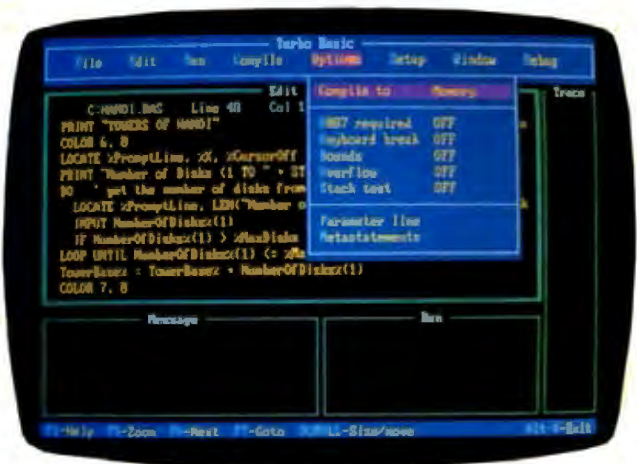 Turbo Basic
File Edit Run Compile Options Setup Window Debug
Edit
Trace
C:HANOI.BAS Line 40 Col 1
PRINT "TOWERS OF HANOI"
COLOR 6, 0
LOCATE %PromptLine, %X, %CursorOff
PRINT "Number of Disks (1 TO " + ST
DO ' get the number of disks from
LOCATE %PromptLine, LEN("Number o
INPUT NumberOfDisks%(1)
IF NumberOfDisks%(1) > %MaxDisks
LOOP UNTIL NumberOfDisks%(1) <= %Ma
TowerBase% = TowerBase% + NumberOfDisks%(1)
COLOR 7, 0
Compile to Memory
8087 required OFF
Keyboard break OFF
Bounds OFF
Overflow OFF
Stack test OFF
Parameter line
Metastatements
Message
Run
F1-Help F5-Zoom F6-Next F7-Goto SCROLL-Size/move Alt-X-Exit